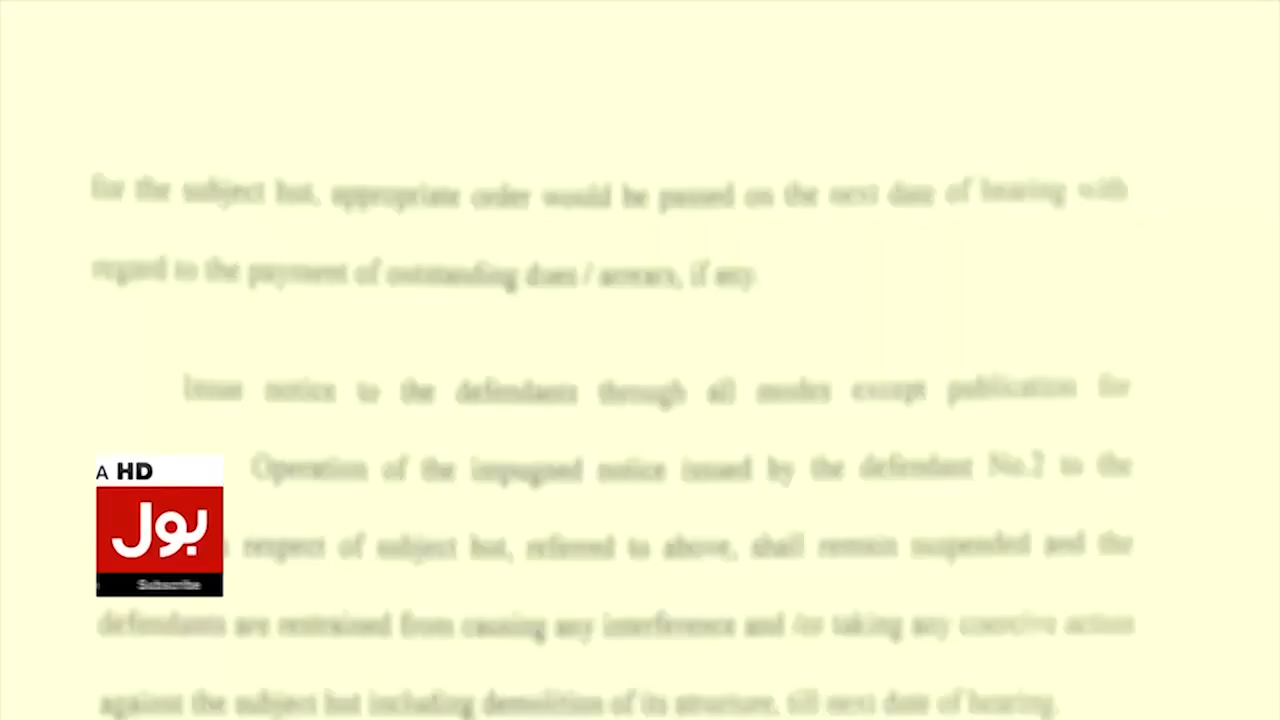 for the subject hut, appropriate order would be passed on the next date of hearing with
regard to the payment of outstanding dues / arrears, if any.
Issue notice to the defendants through all modes except publication for
Operation of the impugned notice issued by the defendant No.2 to the
respect of subject hut, referred to above, shall remain suspended and the
defendants are restrained from causing any interference and /or taking any coercive action
against the subject hut including demolition of its structure, till next date of hearing.
A HD
بول
Subscribe